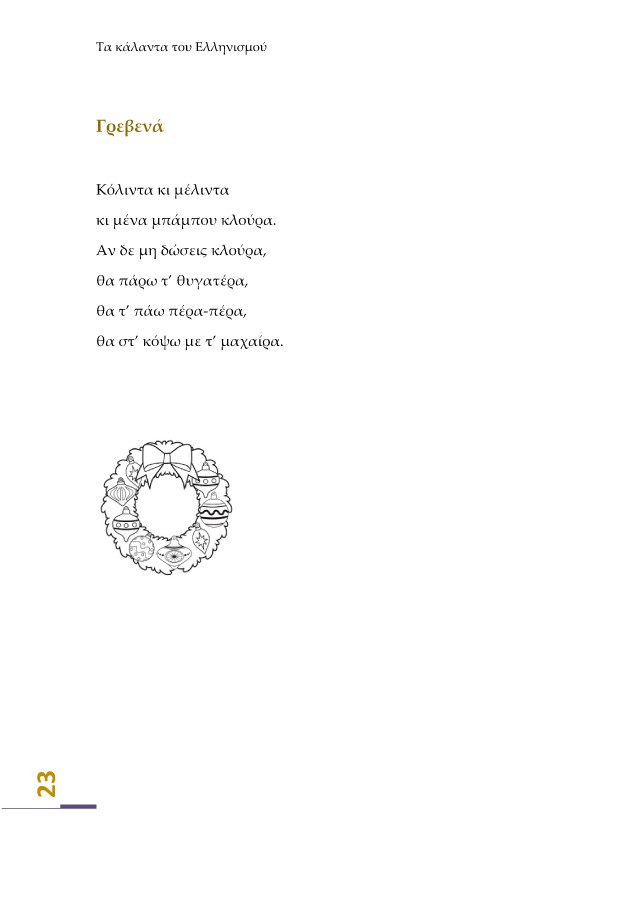 Τα κάλαντα του Ελληνισμού
Γρεβενά
Κόλιντα κι μέλιντα
κι μένα μπάμπου κλούρα.
Αν δε μη δώσεις κλούρα,
θα πάρω τ’ θυγατέρα,
θα τ’ πάω πέρα-πέρα,
θα στ’ κόψω με τ’ μαχαίρα.
23